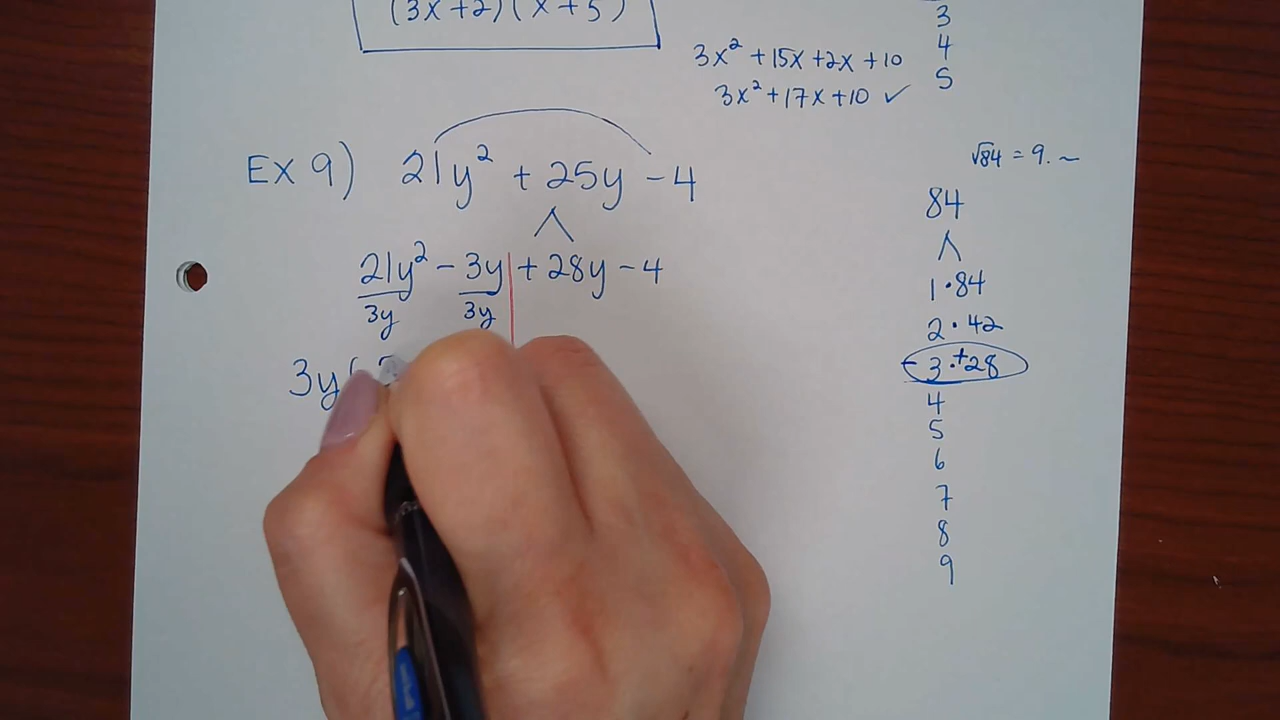 (3x+2)(x+5)
3
4
5
3x² + 15x + 2x + 10
3x² + 17x + 10 ✓
Ex 9) 21y² + 25y - 4
21y² - 3y + 28y - 4
3y 3y
3y(
√84 = 9.~
84
1·84
2·42
-3·+28
4
5
6
7
8
9